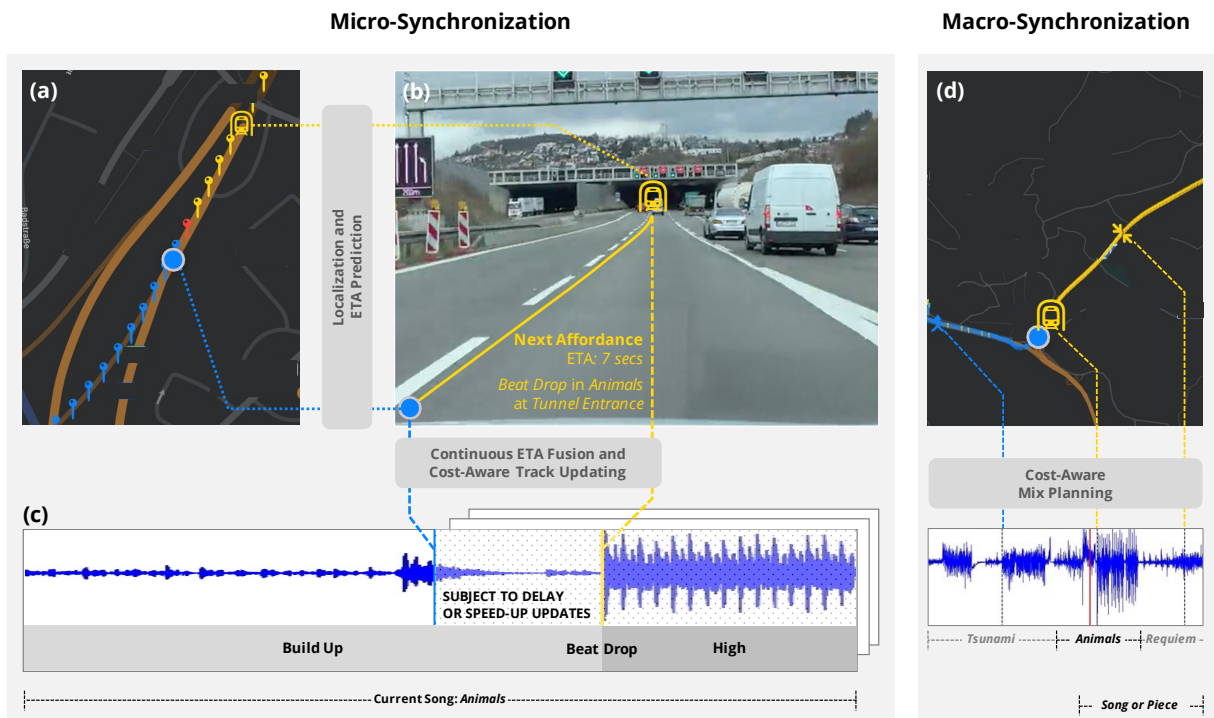 Micro-Synchronization
Macro-Synchronization
(a)
Badstraße
Localization and
ETA Prediction
(b)
Next Affordance
ETA: 7 secs
Beat Drop in Animals
at Tunnel Entrance
(d)
Continuous ETA Fusion and
Cost-Aware Track Updating
Cost-Aware
Mix Planning
(c)
SUBJECT TO DELAY
OR SPEED-UP UPDATES
Build Up
Beat Drop
High
Tsunami
Animals
Requiem
Current Song: Animals
Song or Piece